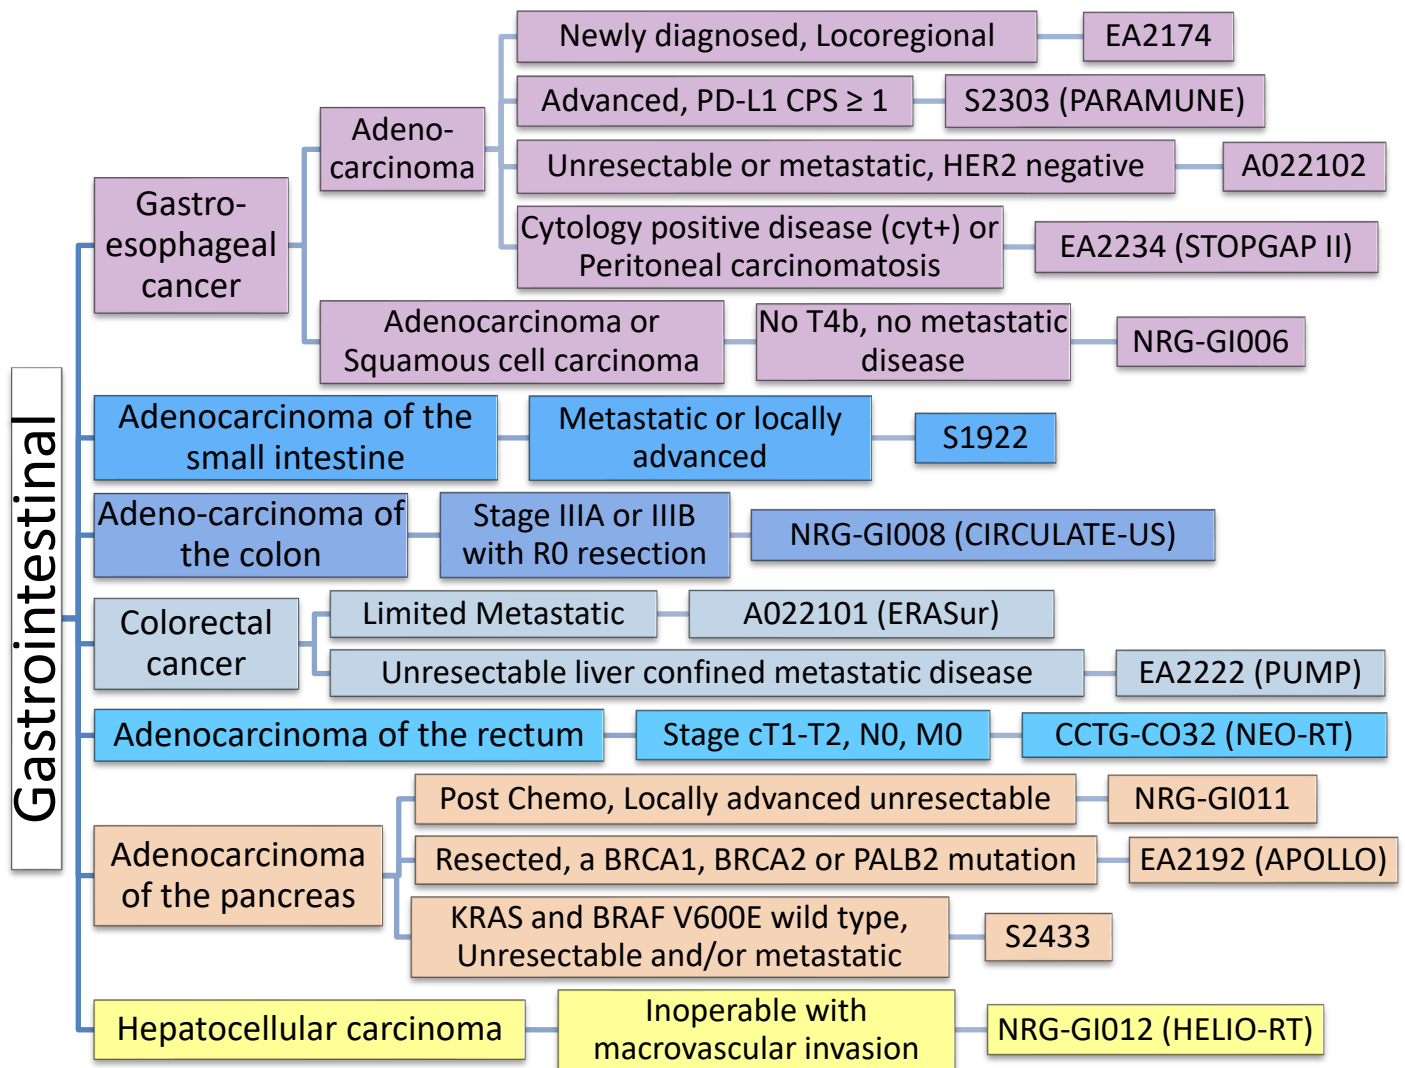 Gastrointestinal
Gastro-
esophageal
cancer
Adeno-
carcinoma
Newly diagnosed, Locoregional
EA2174
Advanced, PD-L1 CPS ≥ 1
S2303 (PARAMUNE)
Unresectable or metastatic, HER2 negative
A022102
Cytology positive disease (cyt+) or
Peritoneal carcinomatosis
EA2234 (STOPGAP II)
Adenocarcinoma or
Squamous cell carcinoma
No T4b, no metastatic
disease
NRG-GI006
Adenocarcinoma of the
small intestine
Metastatic or locally
advanced
S1922
Adeno-carcinoma of
the colon
Stage IIIA or IIIB
with R0 resection
NRG-GI008 (CIRCULATE-US)
Colorectal
cancer
Limited Metastatic
A022101 (ERASur)
Unresectable liver confined metastatic disease
EA2222 (PUMP)
Adenocarcinoma of the rectum
Stage cT1-T2, N0, M0
CCTG-CO32 (NEO-RT)
Adenocarcinoma
of the pancreas
Post Chemo, Locally advanced unresectable
NRG-GI011
Resected, a BRCA1, BRCA2 or PALB2 mutation
EA2192 (APOLLO)
KRAS and BRAF V600E wild type,
Unresectable and/or metastatic
S2433
Hepatocellular carcinoma
Inoperable with
macrovascular invasion
NRG-GI012 (HELIO-RT)